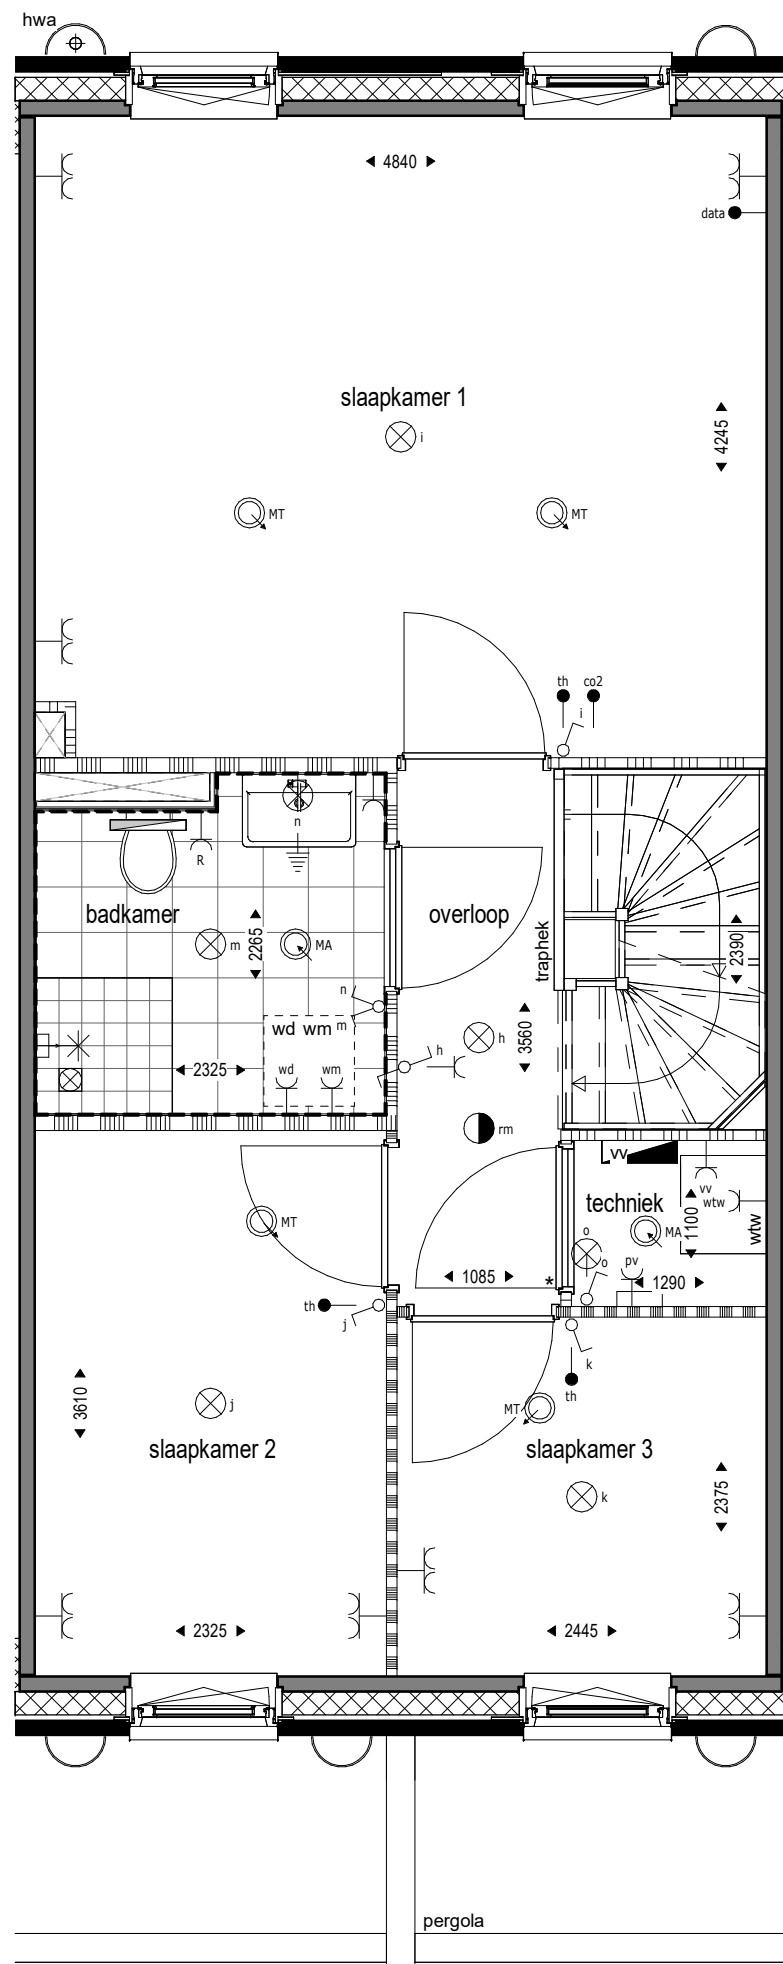 hwa
4840
data
slaapkamer 1
4245
i
MT
MT
th
co2
i
n
R
badkamer
overloop
traphek
m
2265
MA
2390
n
m
wd wm
3560
h
h
2325
wd
wm
rm
vv
vv
techniek
wtw
wtw
MT
o
MA
1100
o
pv
1085
*
1290
th
j
k
th
3610
j
MT
slaapkamer 2
slaapkamer 3
k
2375
2325
2445
pergola